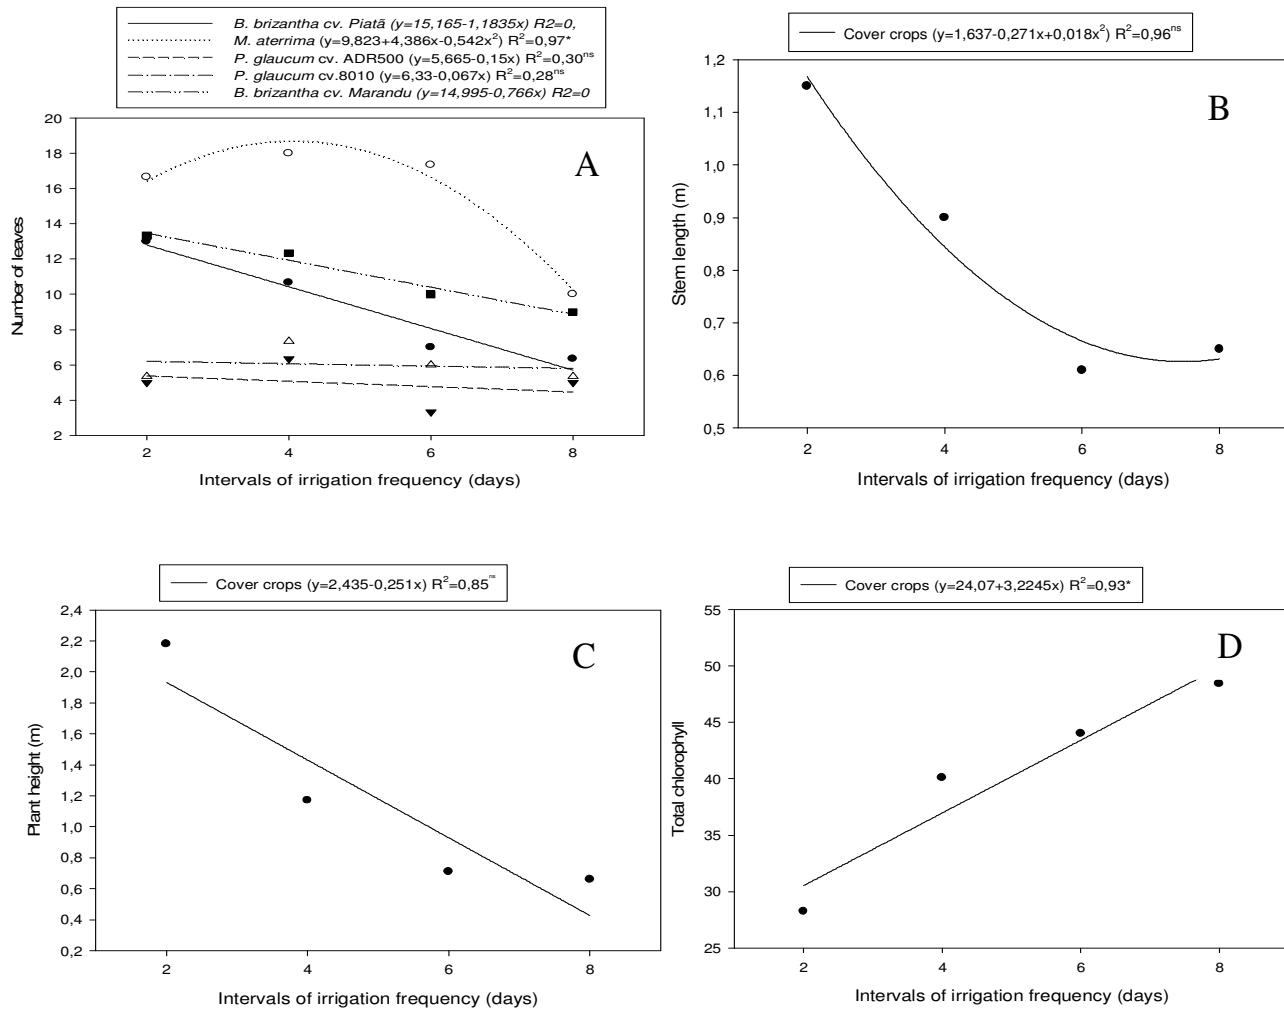 B. brizantha cv. Piatã (y=15,165-1,1835x) R2=0,
M. aterrima (y=9,823+4,386x-0,542x²) R²=0,97*
P. glaucum cv. ADR500 (y=5,665-0,15x) R²=0,30ns
P. glaucum cv.8010 (y=6,33-0,067x) R²=0,28ns
B. brizantha cv. Marandu (y=14,995-0,766x) R2=0
20
18
16
14
12
10
8
6
4
2
Number of leaves
A
2 4 6 8
Intervals of irrigation frequency (days)
Cover crops (y=1,637-0,271x+0,018x²) R²=0,96ns
1,2
1,1
1,0
0,9
0,8
0,7
0,6
0,5
Stem length (m)
B
2 4 6 8
Intervals of irrigation frequency (days)
Cover crops (y=2,435-0,251x) R²=0,85ns
2,4
2,2
2,0
1,8
1,6
1,4
1,2
1,0
0,8
0,6
0,4
0,2
Plant height (m)
C
2 4 6 8
Intervals of irrigation frequency (days)
Cover crops (y=24,07+3,2245x) R²=0,93*
55
50
45
40
35
30
25
Total chlorophyll
D
2 4 6 8
Intervals of irrigation frequency (days)